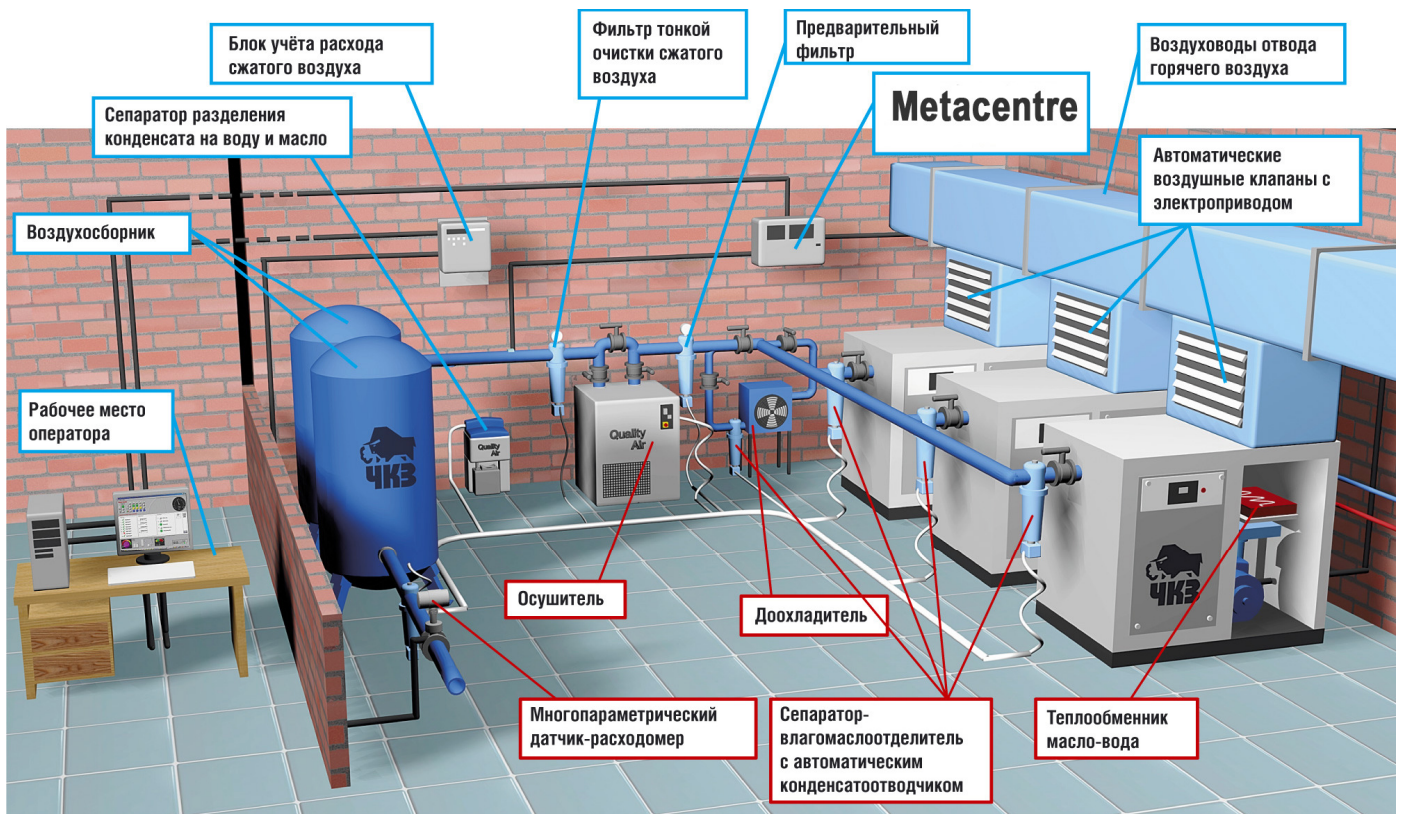 Блок учёта расхода
сжатого воздуха
Фильтр тонкой
очистки сжатого
воздуха
Предварительный
фильтр
Воздуховоды отвода
горячего воздуха
Metacentre
Сепаратор разделения
конденсата на воду и масло
Автоматические
воздушные клапаны с
электроприводом
Воздухосборник
Рабочее место
оператора
Quality
Air
Quality
Air
ЧКЗ
ЧКЗ
Осушитель
Доохладитель
Многопараметрический
датчик-расходомер
Сепаратор-
влагомаслоотделитель
с автоматическим
конденсатоотводчиком
Теплообменник
масло-вода